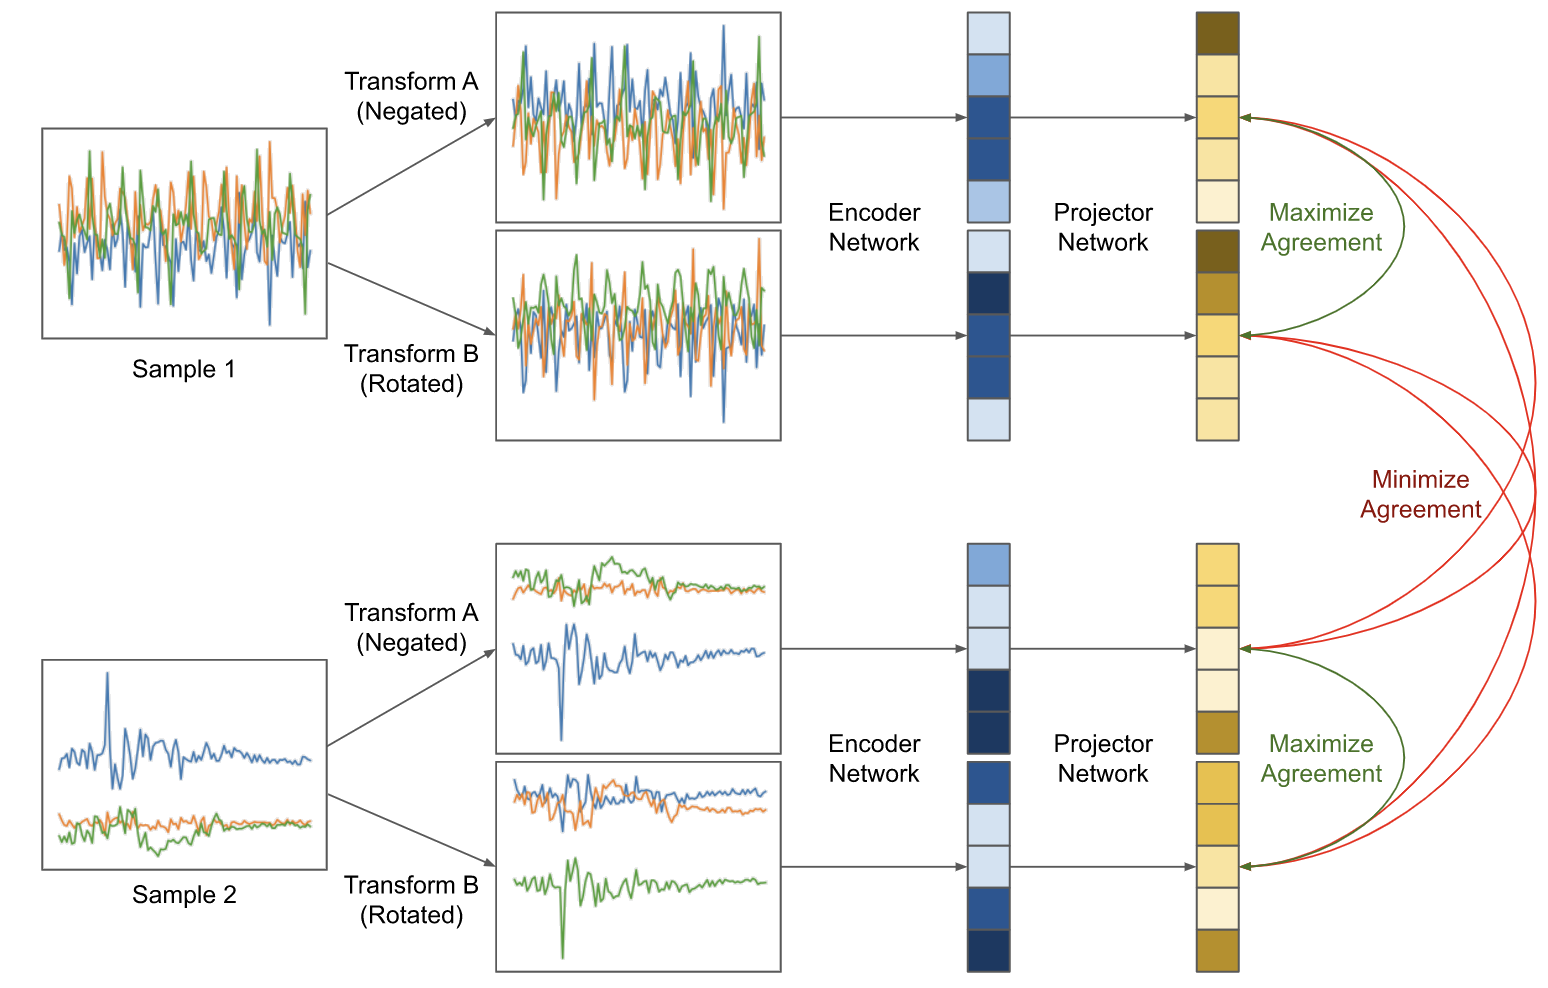 Transform A
(Negated)
Sample 1
Transform B
(Rotated)
Encoder
Network
Projector
Network
Maximize
Agreement
Minimize
Agreement
Transform A
(Negated)
Sample 2
Transform B
(Rotated)
Encoder
Network
Projector
Network
Maximize
Agreement